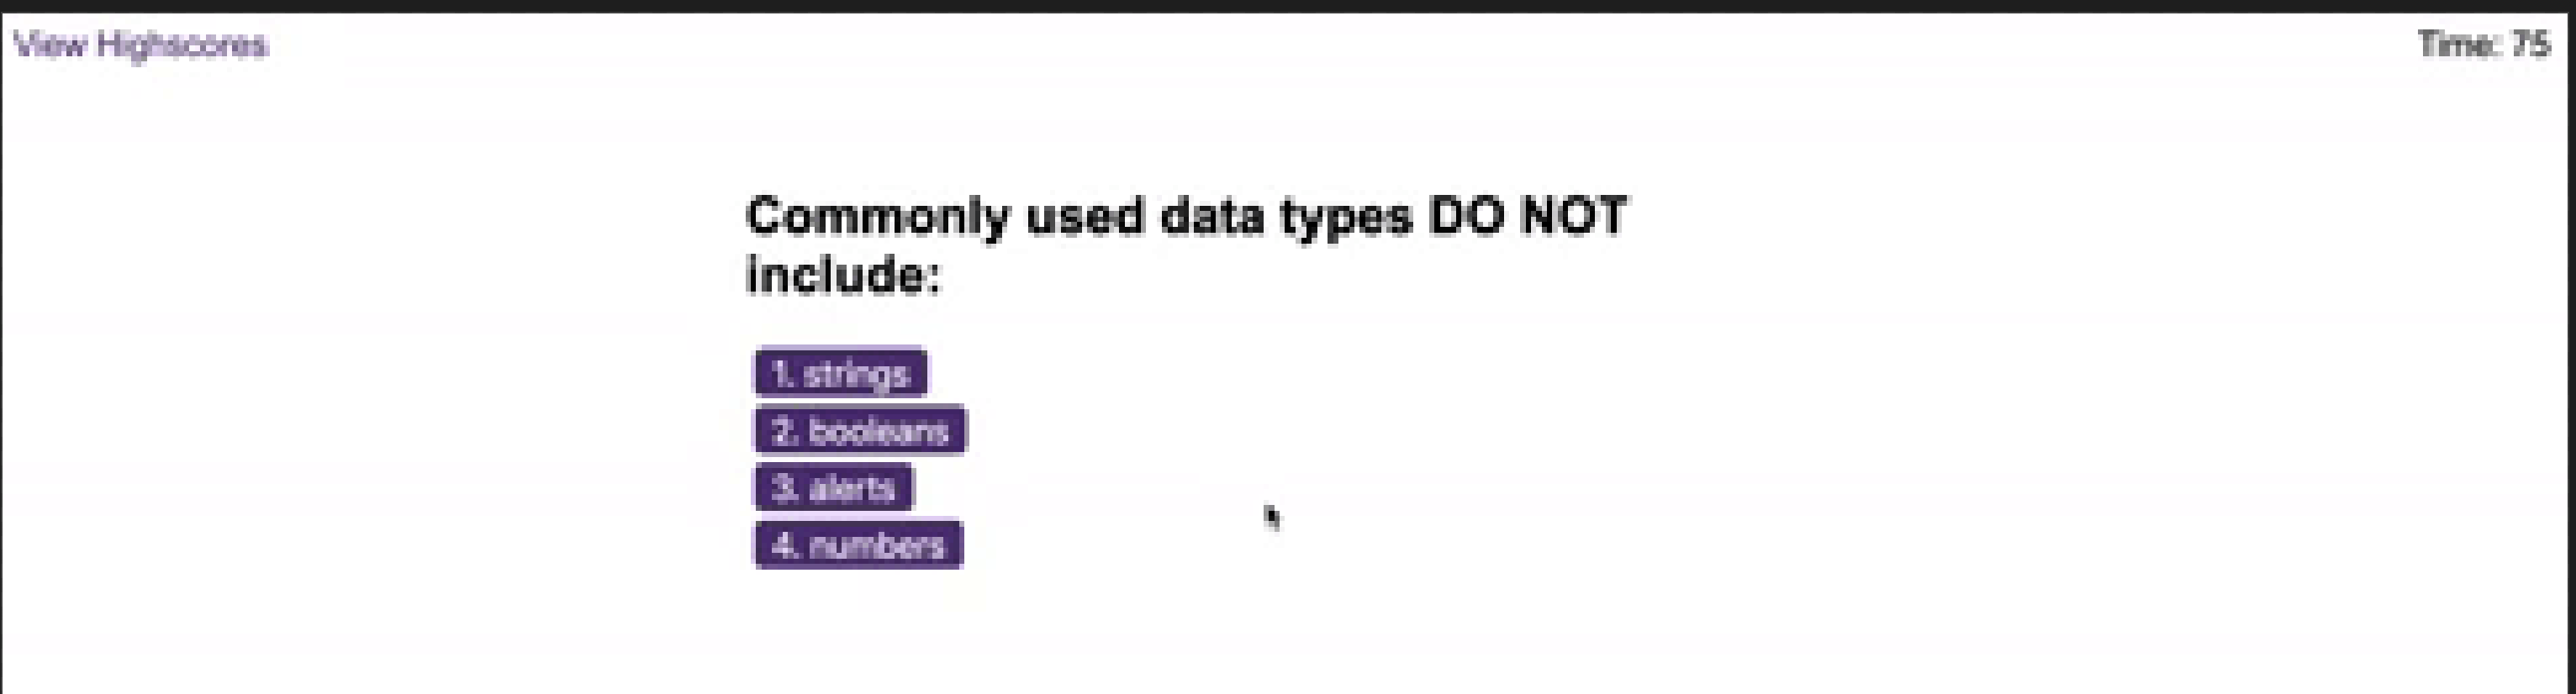 View Highscores
Time: 75
Commonly used data types DO NOT
include:
1. strings
2. booleans
3. alerts
4. numbers